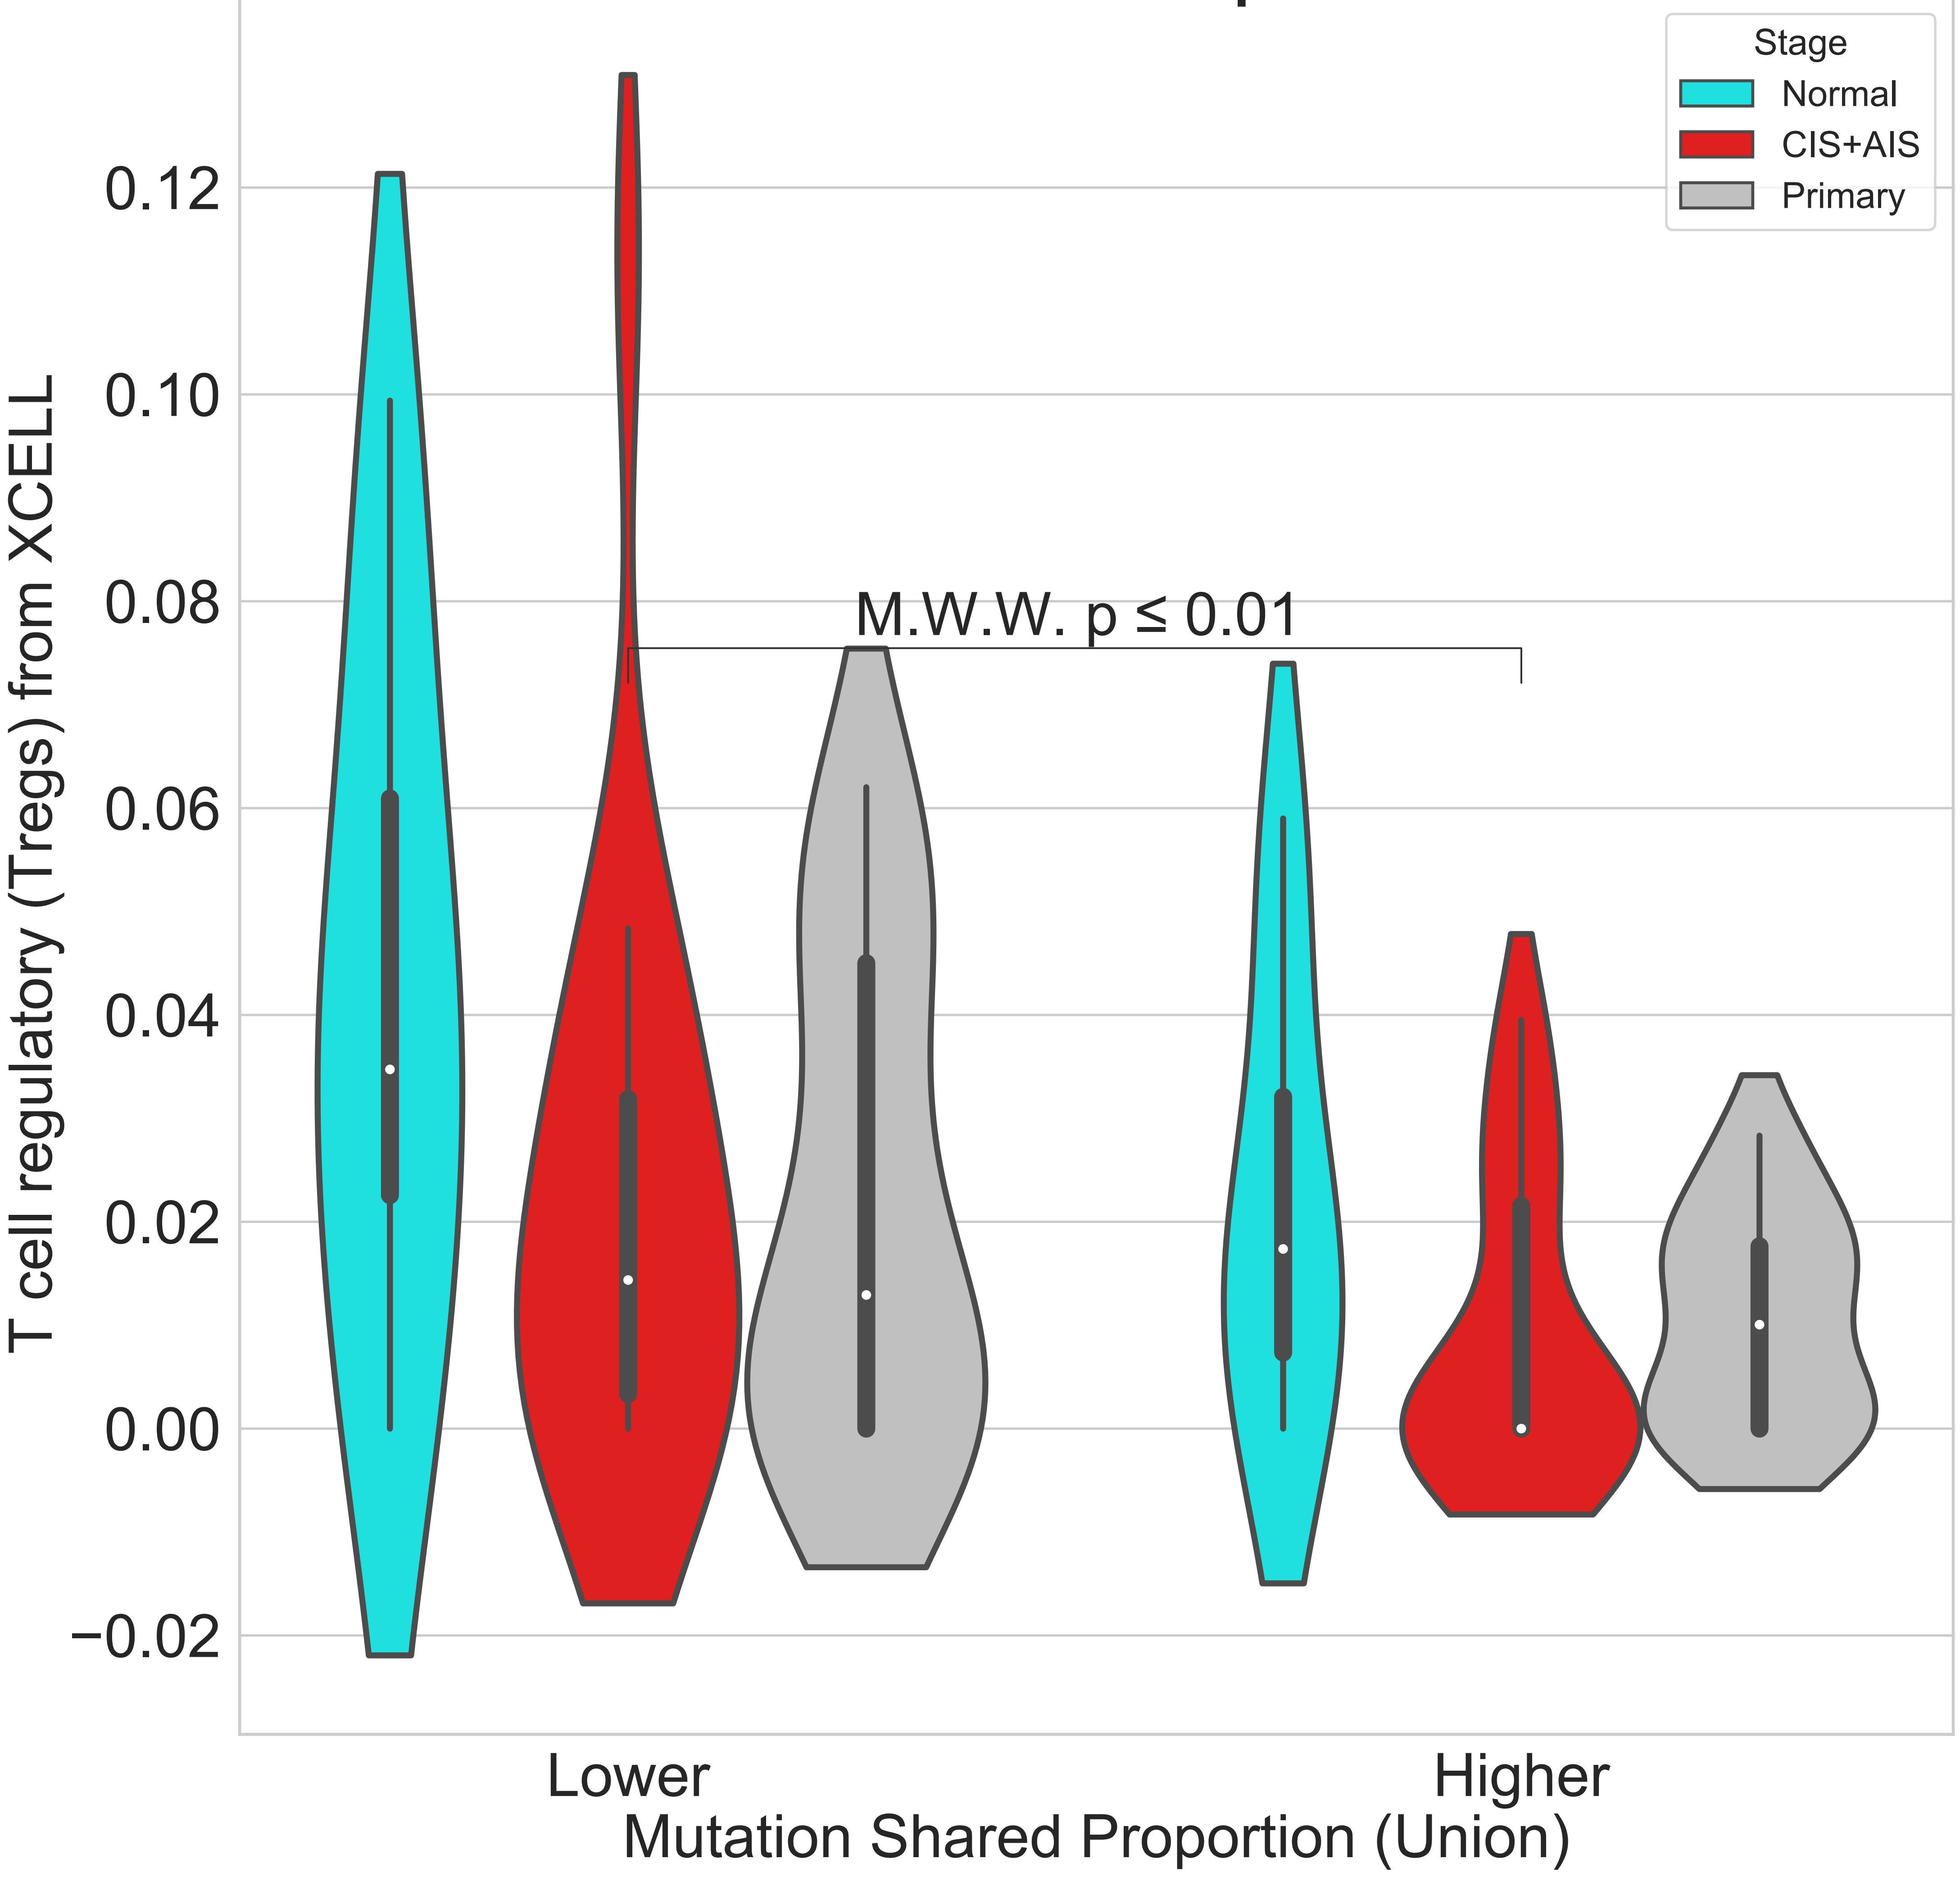 Stage
Normal
CIS+AIS
Primary
T cell regulatory (Tregs) from XCELL
0.12
0.10
0.08
0.06
0.04
0.02
0.00
−0.02
M.W.W. p ≤ 0.01
Lower
Higher
Mutation Shared Proportion (Union)